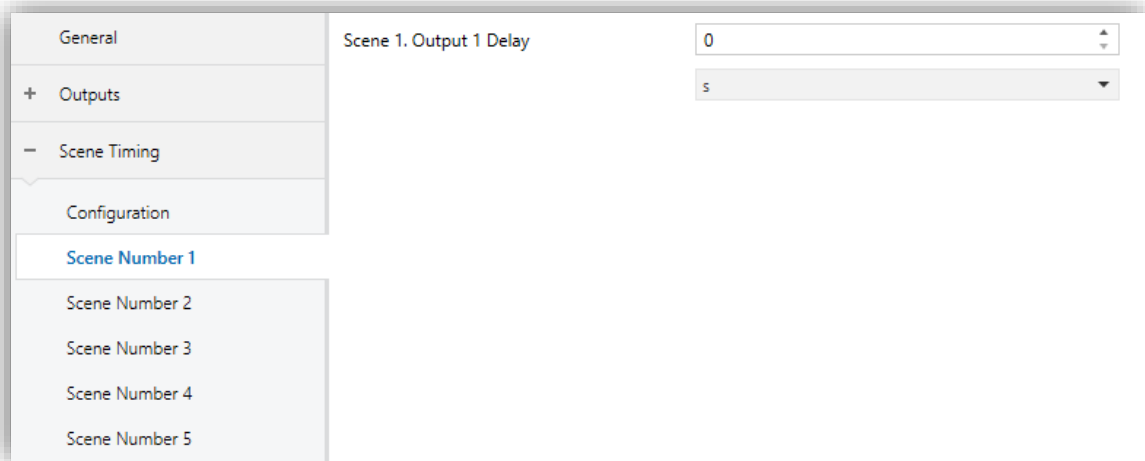 General
Scene 1. Output 1 Delay
0
s
+ Outputs
− Scene Timing
Configuration
Scene Number 1
Scene Number 2
Scene Number 3
Scene Number 4
Scene Number 5